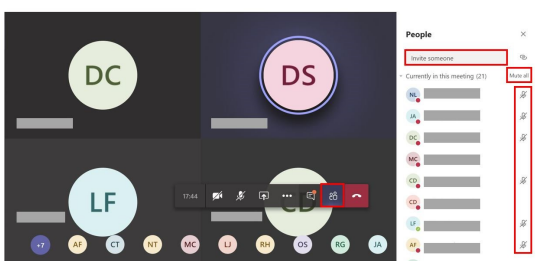 DC
DS
LF
CD
17:44
+7
AF
CT
NT
MC
LJ
RH
OS
RG
JA
People
Invite someone
Currently in this meeting (21)
Mute all
NL
JA
DC
MC
CD
CD
LF
AF